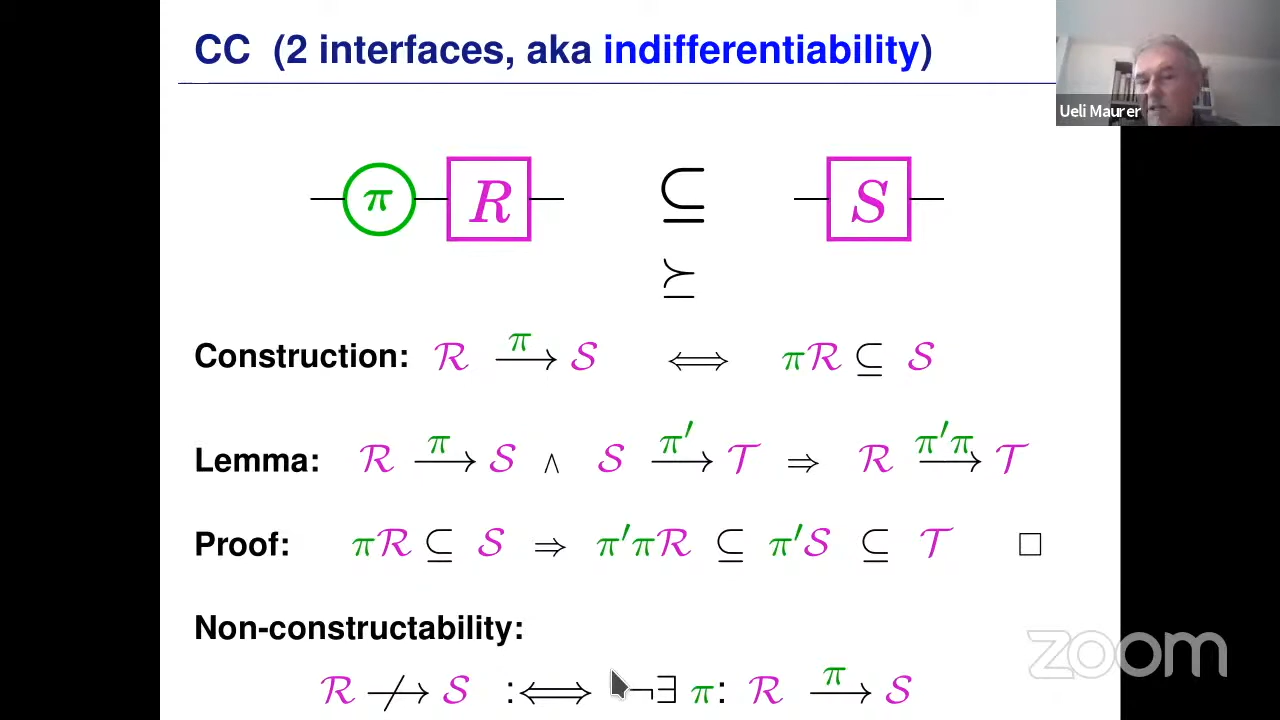 CC (2 interfaces, aka indifferentiability)
Ueli Maurer
π R ⊆ S
⪰
Construction: ℛ —π→ 𝒮 ⟺ πℛ ⊆ 𝒮
Lemma: ℛ —π→ 𝒮 ∧ 𝒮 —π′→ 𝒯 ⇒ ℛ —π′π→ 𝒯
Proof: πℛ ⊆ 𝒮 ⇒ π′πℛ ⊆ π′𝒮 ⊆ 𝒯 □
Non-constructability:
ℛ —/→ 𝒮 :⟺ ¬∃ π: ℛ —π→ 𝒮
zoom